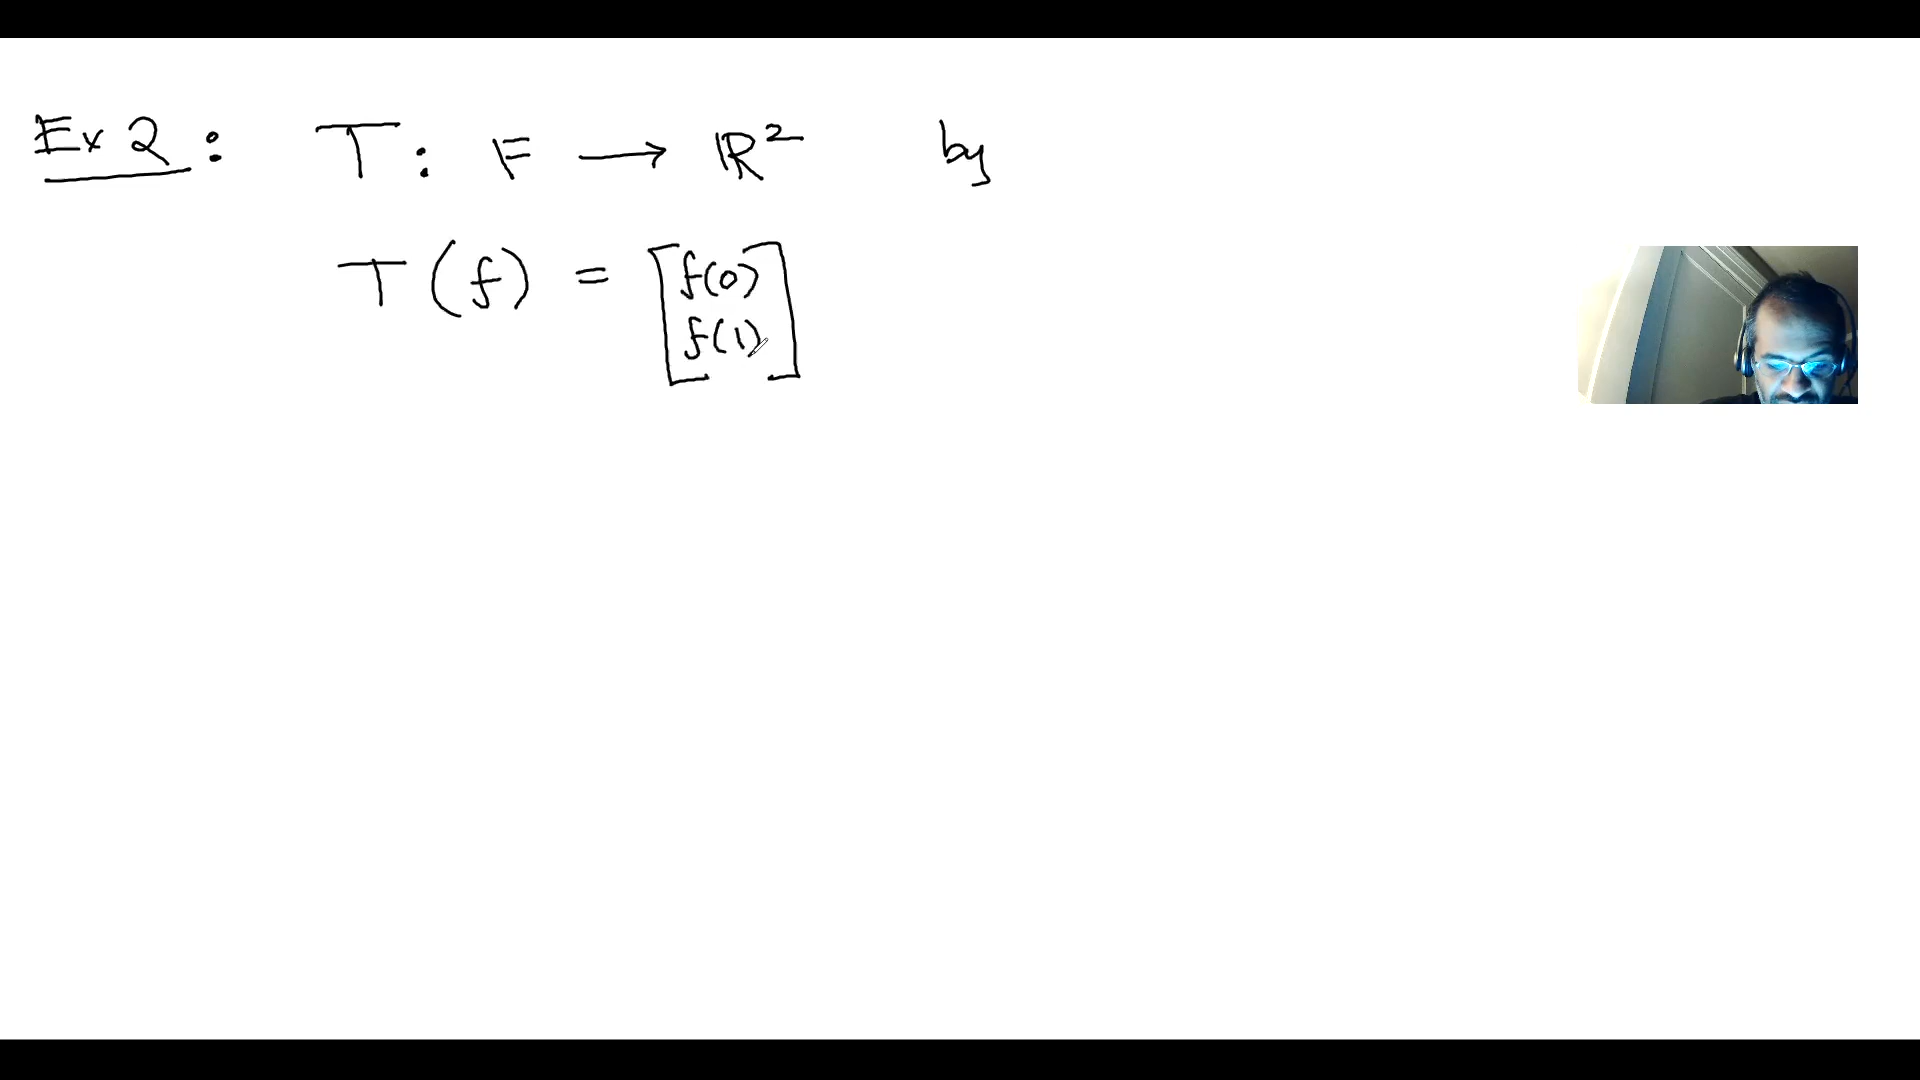 Ex 2 : T : F → ℝ² by
T (f) = [f(0)
f(1)]